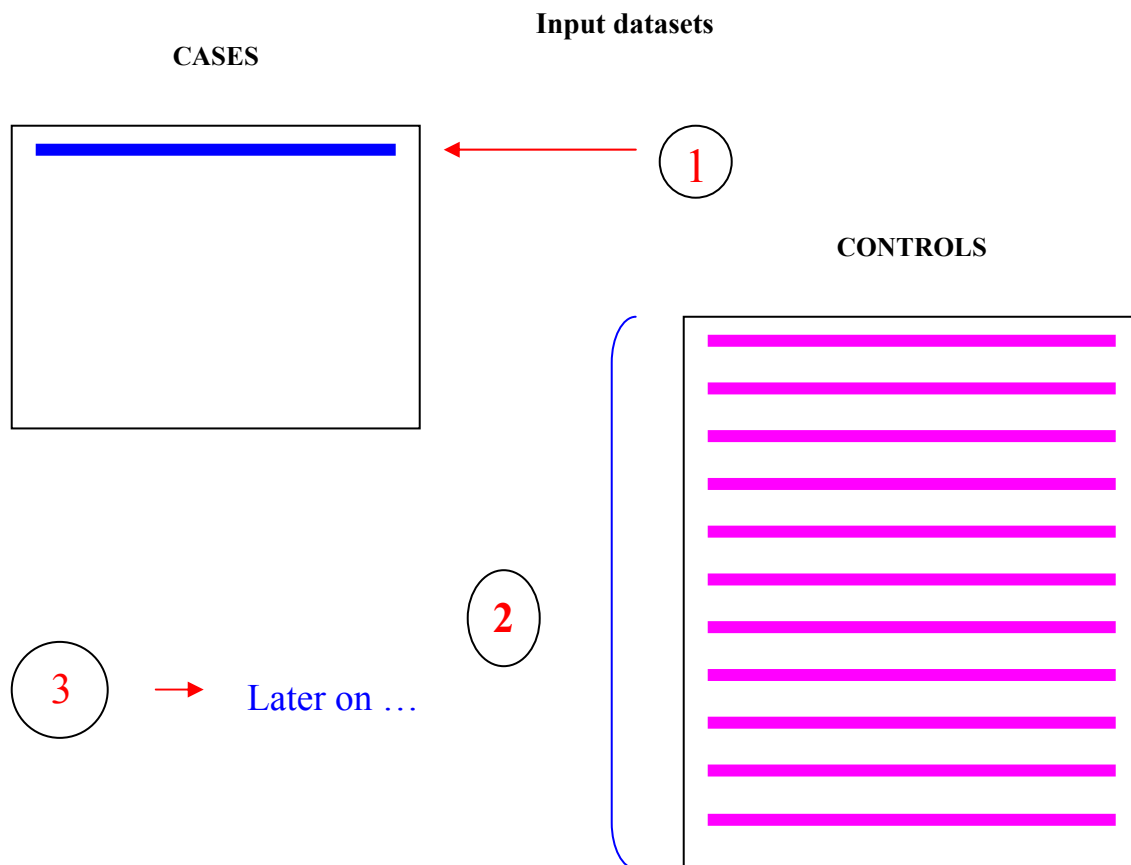 Input datasets
CASES
1
CONTROLS
2
3
Later on …